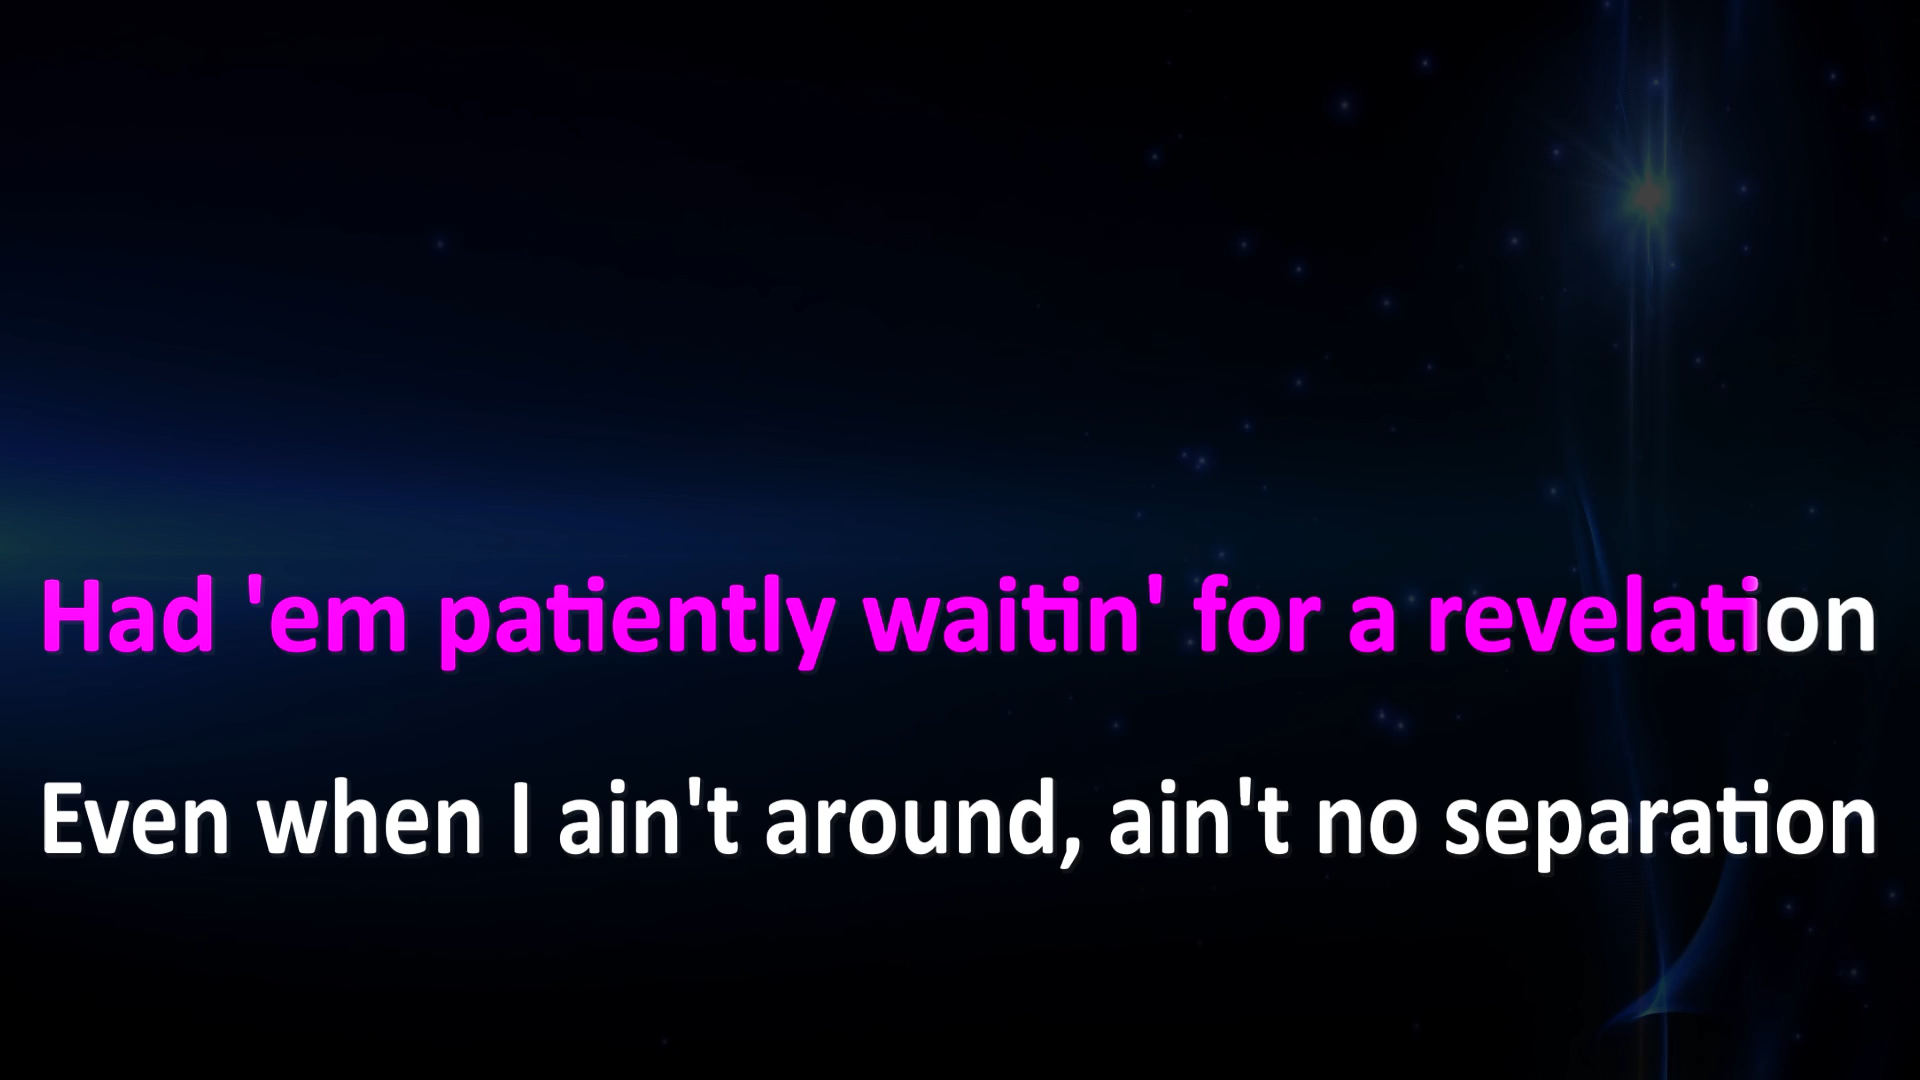 Had 'em patiently waitin' for a revelation
Even when I ain't around, ain't no separation